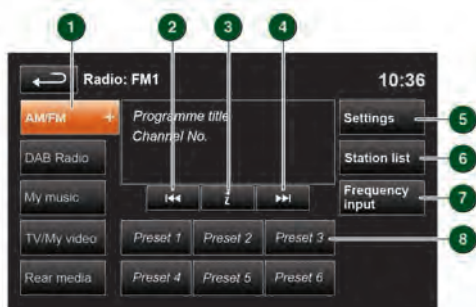 1 2 3 4
Radio: FM1 10:36
AM/FM + Programme title Settings 5
Channel No.
DAB Radio Station list 6
My music i Frequency input 7
TV/My video Preset 1 Preset 2 Preset 3 8
Rear media Preset 4 Preset 5 Preset 6